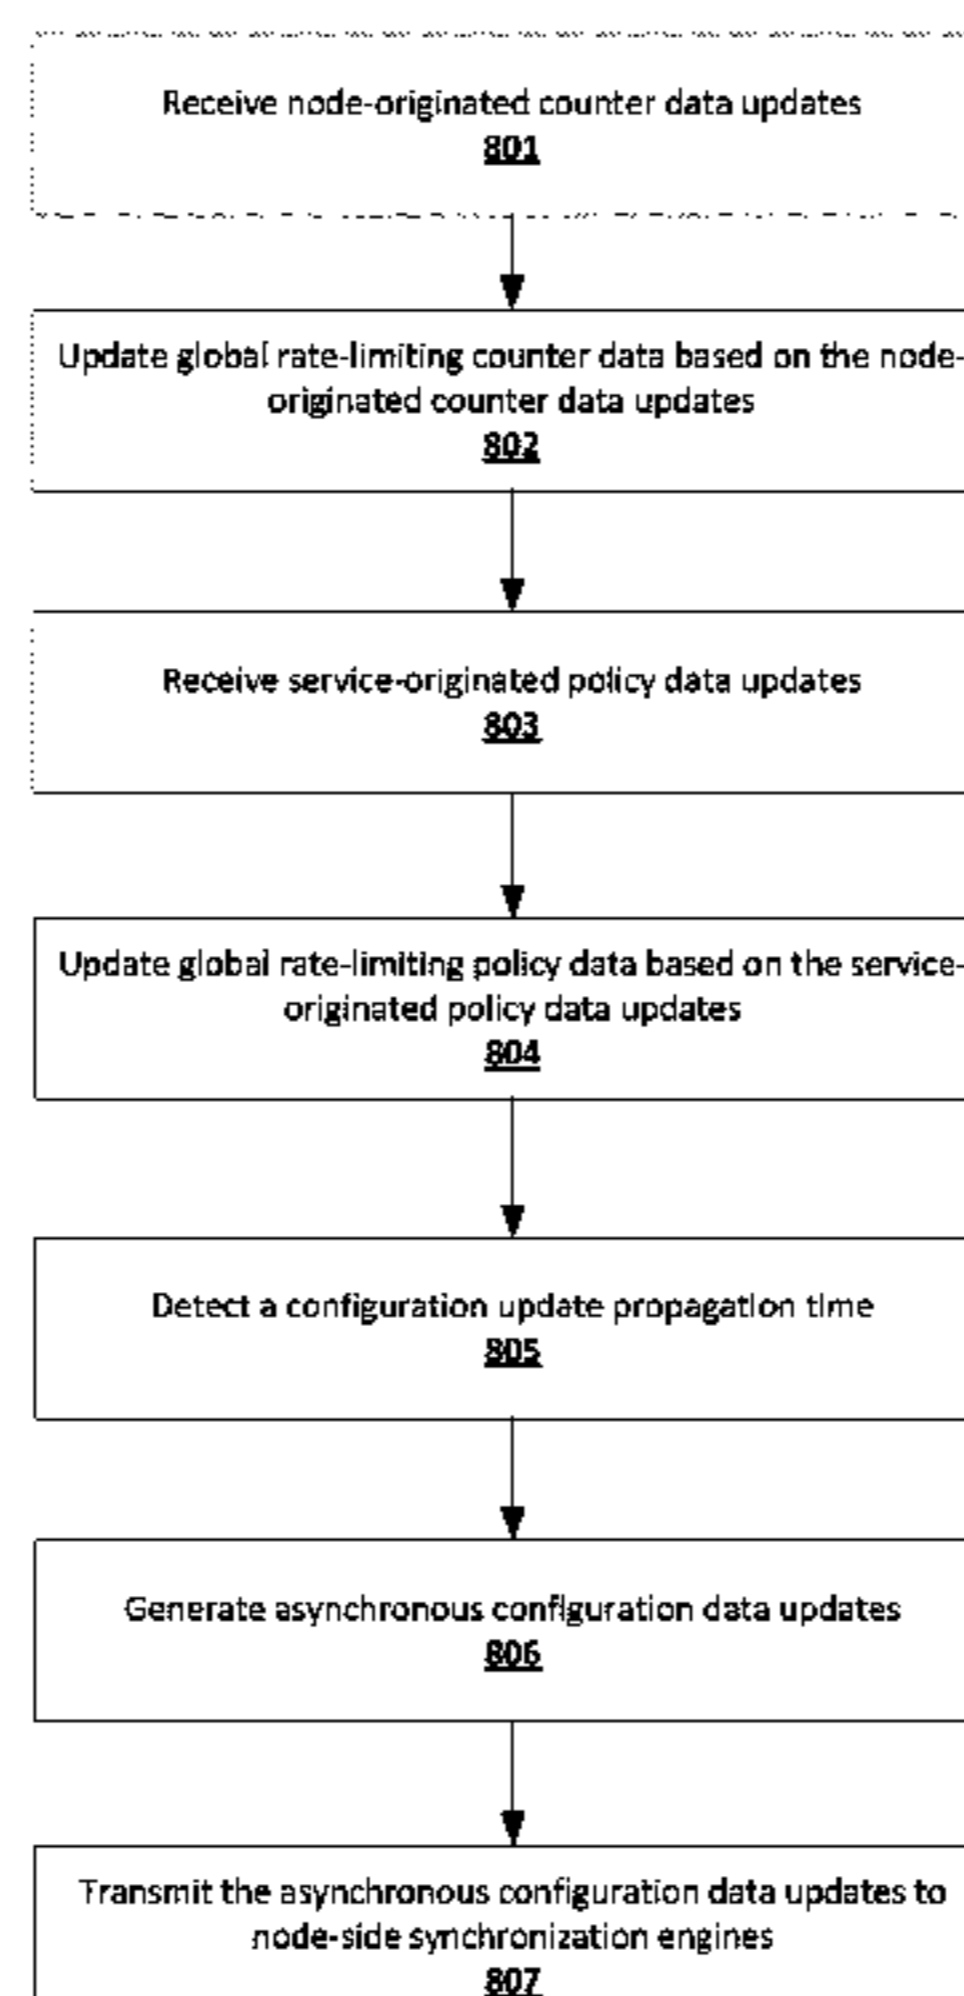 Receive node-originated counter data updates
801
Update global rate-limiting counter data based on the node-
originated counter data updates
802
Receive service-originated policy data updates
803
Update global rate-limiting policy data based on the service-
originated policy data updates
804
Detect a configuration update propagation time
805
Generate asynchronous configuration data updates
806
Transmit the asynchronous configuration data updates to
node-side synchronization engines
807